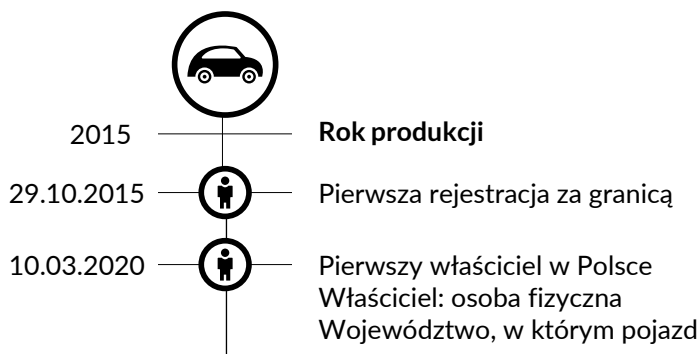 2015 Rok produkcji
29.10.2015 Pierwsza rejestracja za granicą
10.03.2020 Pierwszy właściciel w Polsce
Właściciel: osoba fizyczna
Województwo, w którym pojazd